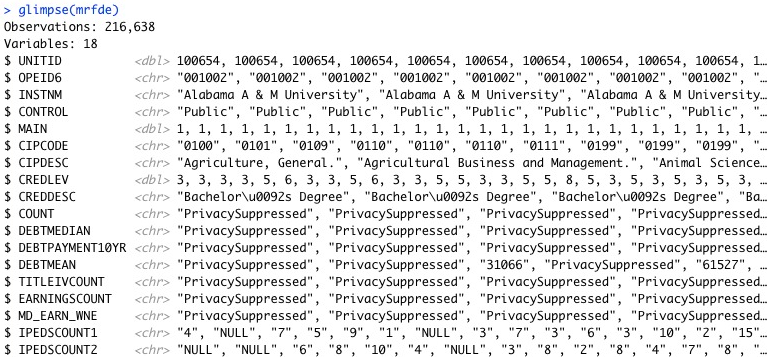 > glimpse(mrfde)
Observations: 216,638
Variables: 18
$ UNITID <dbl> 100654, 100654, 100654, 100654, 100654, 100654, 100654, 100654, 100654, 100654, 1…
$ OPEID6 <chr> "001002", "001002", "001002", "001002", "001002", "001002", "001002", "001002", "…
$ INSTNM <chr> "Alabama A & M University", "Alabama A & M University", "Alabama A & M University…
$ CONTROL <chr> "Public", "Public", "Public", "Public", "Public", "Public", "Public", "Public", "…
$ MAIN <dbl> 1, 1, 1, 1, 1, 1, 1, 1, 1, 1, 1, 1, 1, 1, 1, 1, 1, 1, 1, 1, 1, 1, 1, 1, 1, 1, 1, …
$ CIPCODE <chr> "0100", "0101", "0109", "0110", "0110", "0110", "0111", "0199", "0199", "0199", "…
$ CIPDESC <chr> "Agriculture, General.", "Agricultural Business and Management.", "Animal Science…
$ CREDLEV <dbl> 3, 3, 3, 3, 5, 6, 3, 3, 5, 6, 3, 3, 5, 5, 3, 3, 5, 5, 8, 5, 3, 5, 3, 5, 3, 5, 3, …
$ CREDDESC <chr> "Bachelor\u0092s Degree", "Bachelor\u0092s Degree", "Bachelor\u0092s Degree", "Ba…
$ COUNT <chr> "PrivacySuppressed", "PrivacySuppressed", "PrivacySuppressed", "PrivacySuppressed…
$ DEBTMEDIAN <chr> "PrivacySuppressed", "PrivacySuppressed", "PrivacySuppressed", "PrivacySuppressed…
$ DEBTPAYMENT10YR <chr> "PrivacySuppressed", "PrivacySuppressed", "PrivacySuppressed", "PrivacySuppressed…
$ DEBTMEAN <chr> "PrivacySuppressed", "PrivacySuppressed", "31066", "PrivacySuppressed", "61527", …
$ TITLEIVCOUNT <chr> "PrivacySuppressed", "PrivacySuppressed", "PrivacySuppressed", "PrivacySuppressed…
$ EARNINGSCOUNT <chr> "PrivacySuppressed", "PrivacySuppressed", "PrivacySuppressed", "PrivacySuppressed…
$ MD_EARN_WNE <chr> "PrivacySuppressed", "PrivacySuppressed", "PrivacySuppressed", "PrivacySuppressed…
$ IPEDSCOUNT1 <chr> "4", "NULL", "7", "5", "9", "1", "NULL", "3", "7", "3", "6", "3", "10", "2", "15"…
$ IPEDSCOUNT2 <chr> "NULL", "NULL", "6", "8", "10", "4", "NULL", "3", "8", "2", "8", "4", "7", "8", "…